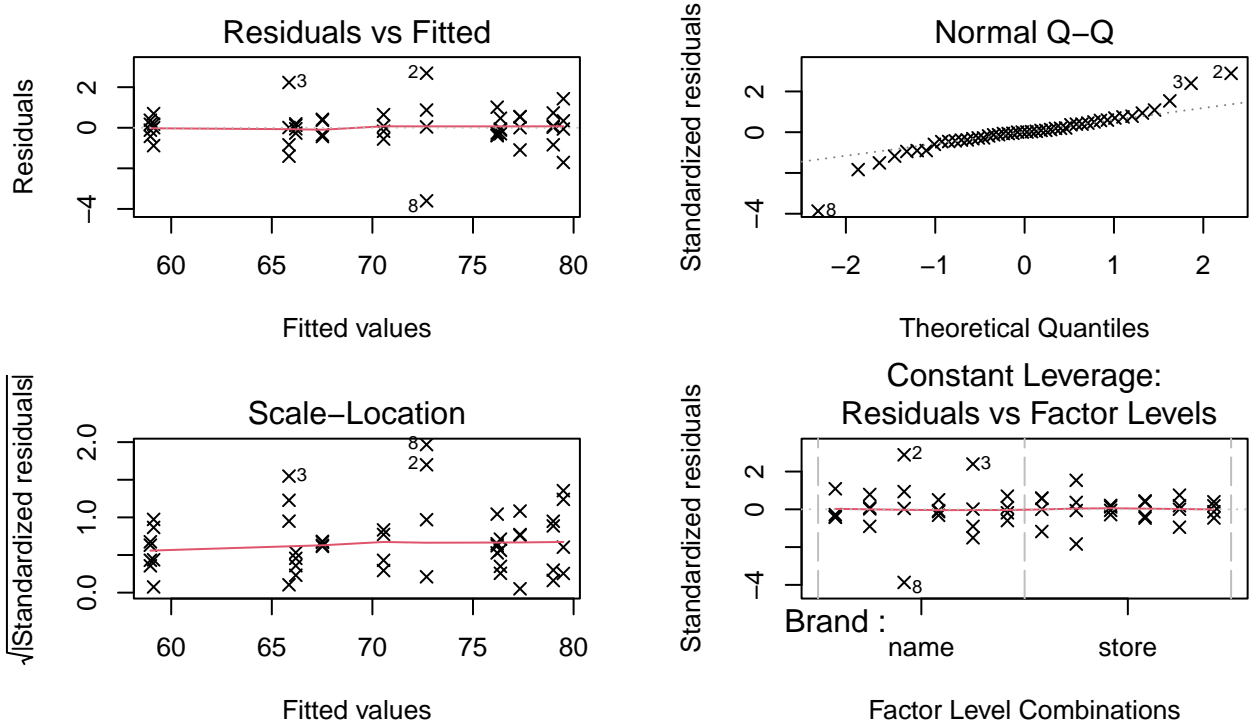 Residuals vs Fitted
Residuals
2
0
−4
3
2
8
60 65 70 75 80
Fitted values
Normal Q−Q
Standardized residuals
2
0
−4
3
2
8
−2 −1 0 1 2
Theoretical Quantiles
Scale−Location
√|Standardized residuals|
2.0
1.0
0.0
8
2
3
60 65 70 75 80
Fitted values
Constant Leverage:
Residuals vs Factor Levels
Standardized residuals
2
0
−4
2
3
8
Brand :
name store
Factor Level Combinations